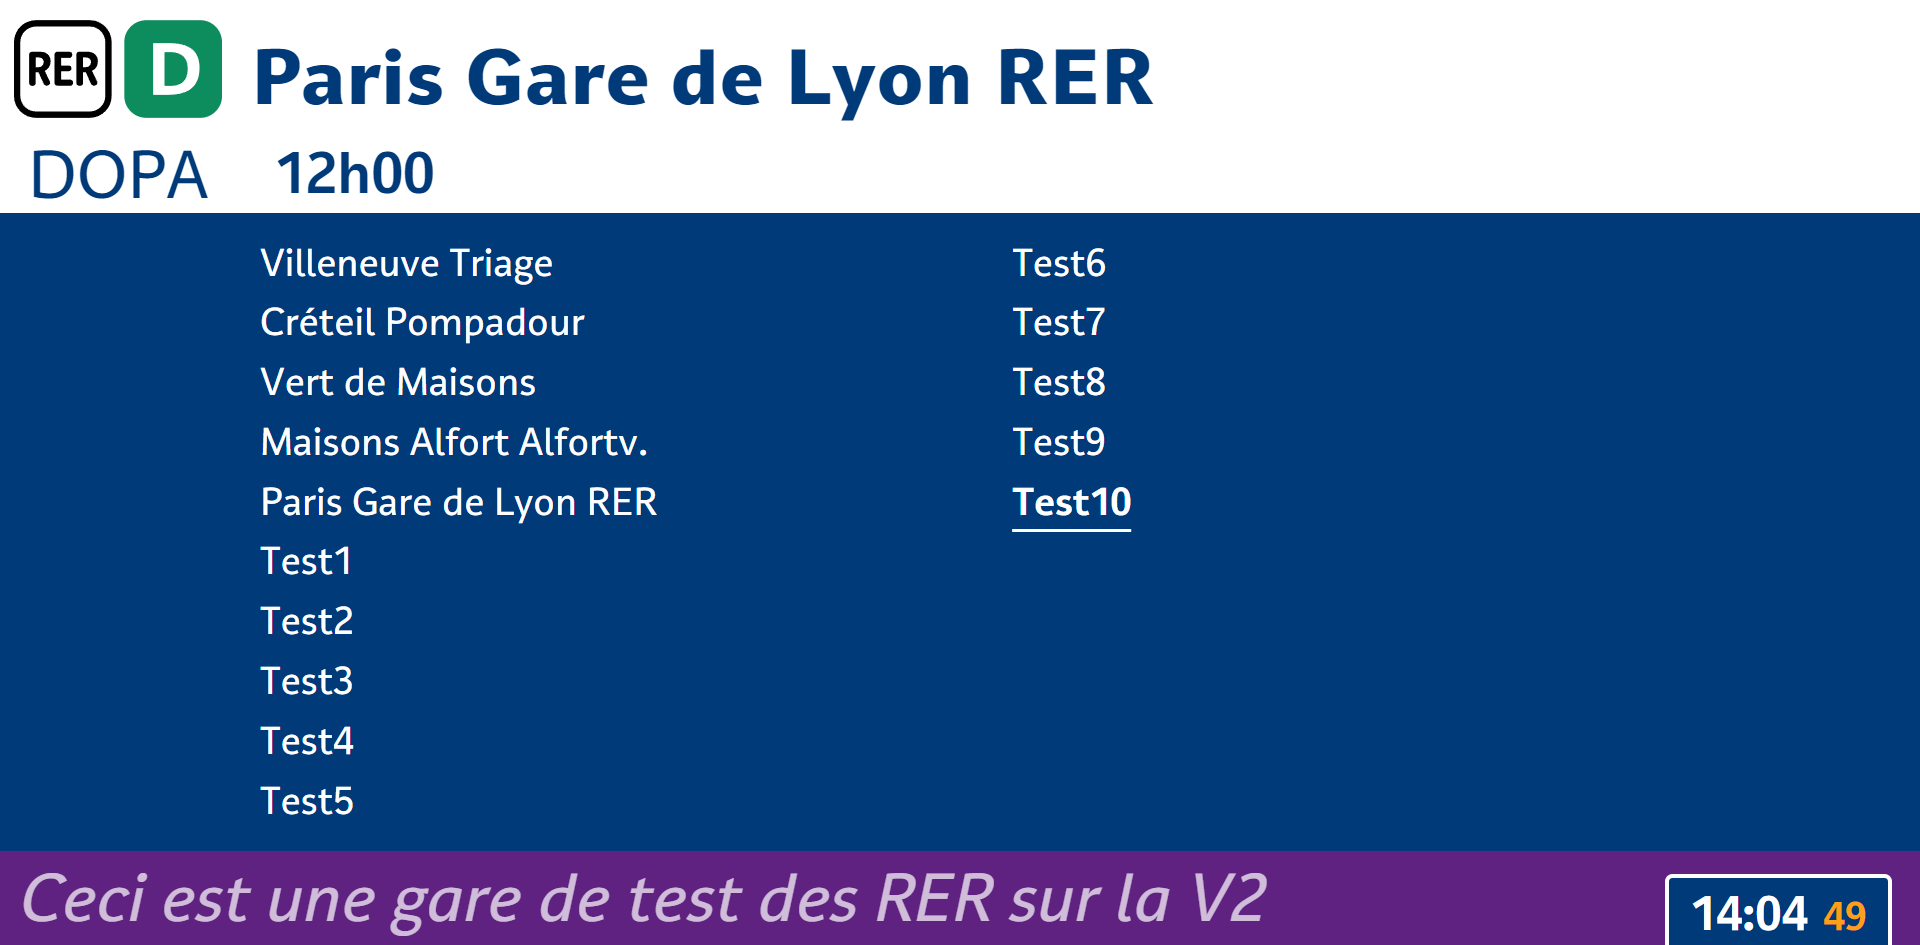 RER D Paris Gare de Lyon RER
DOPA 12h00
Villeneuve Triage
Créteil Pompadour
Vert de Maisons
Maisons Alfort Alfortv.
Paris Gare de Lyon RER
Test1
Test2
Test3
Test4
Test5
Test6
Test7
Test8
Test9
Test10
Ceci est une gare de test des RER sur la V2
14:04 49